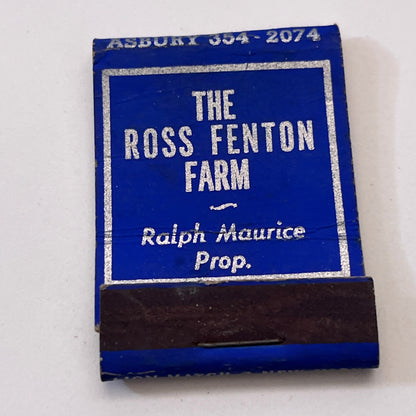 ASBURY 354-2074
THE
ROSS FENTON
FARM
Ralph Maurice
Prop.